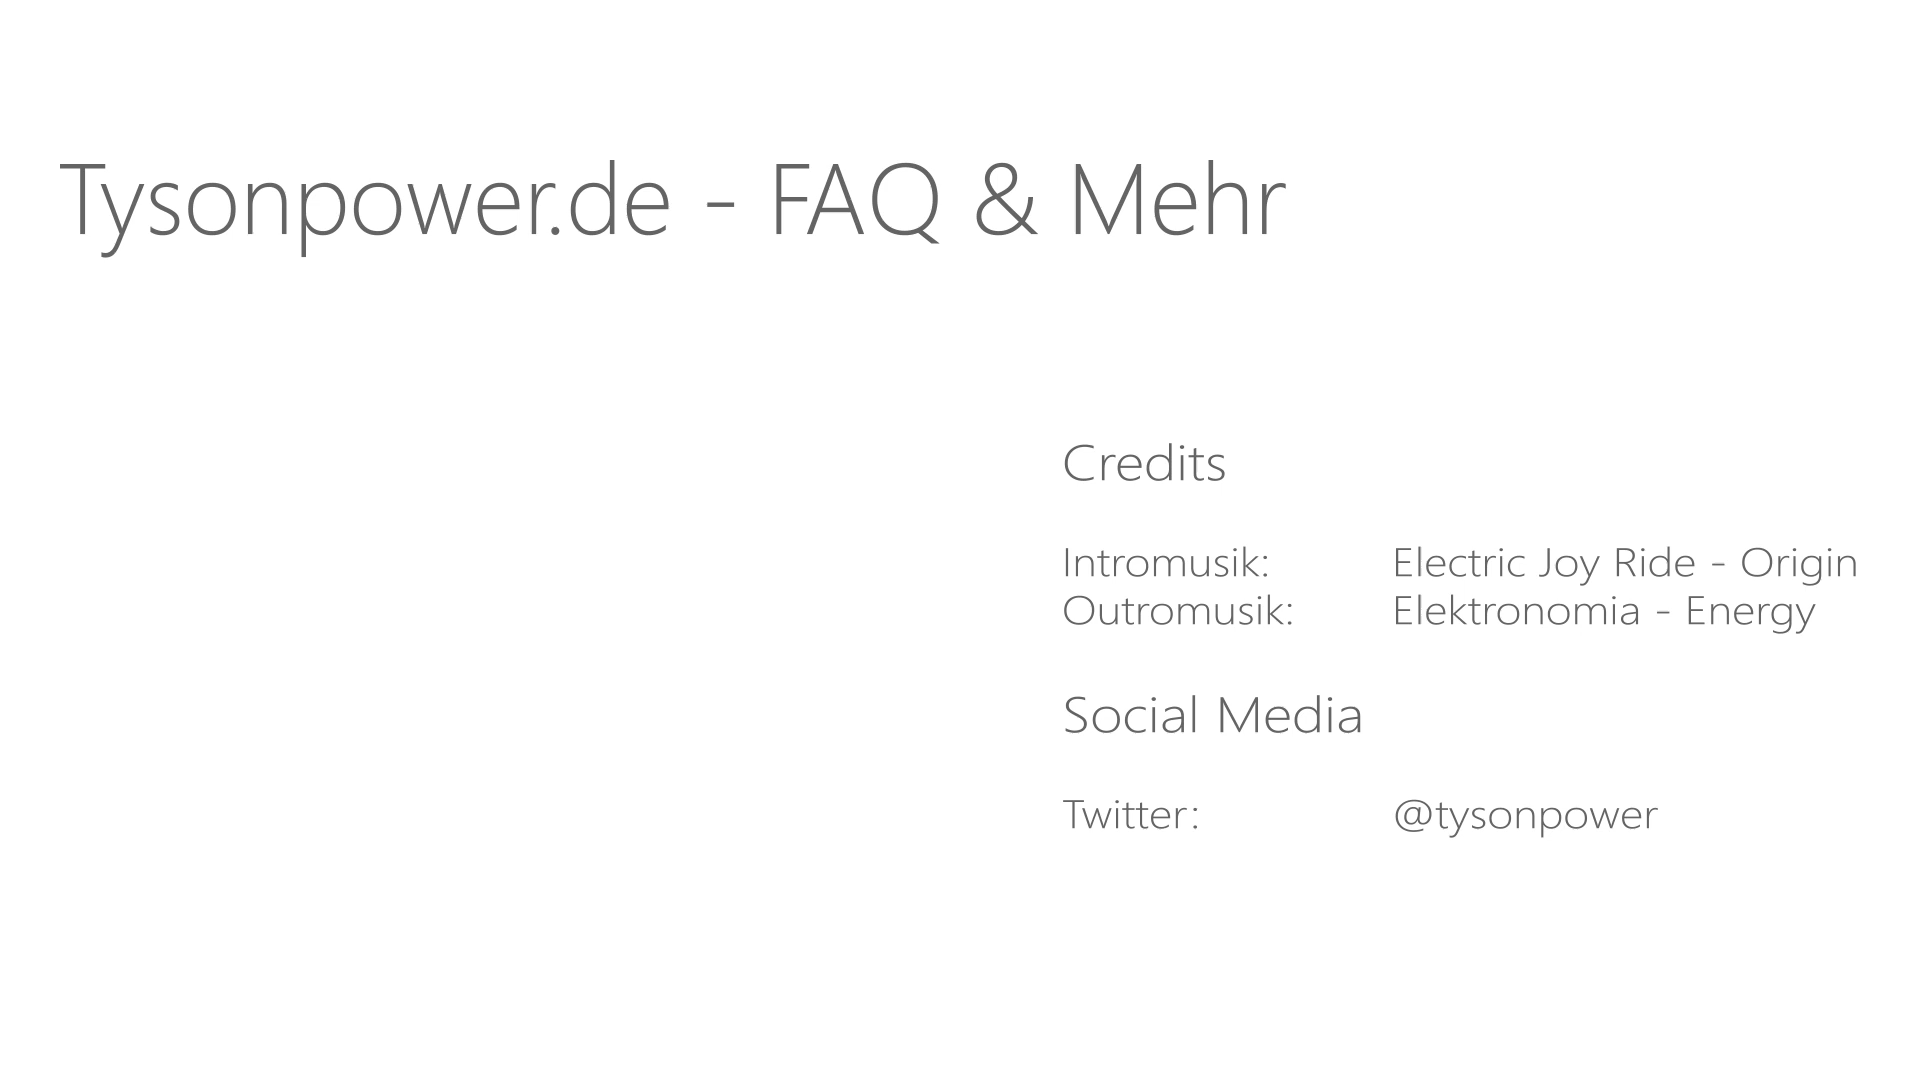 Tysonpower.de - FAQ & Mehr
Credits
Intromusik: Electric Joy Ride - Origin
Outromusik: Elektronomia - Energy
Social Media
Twitter: @tysonpower